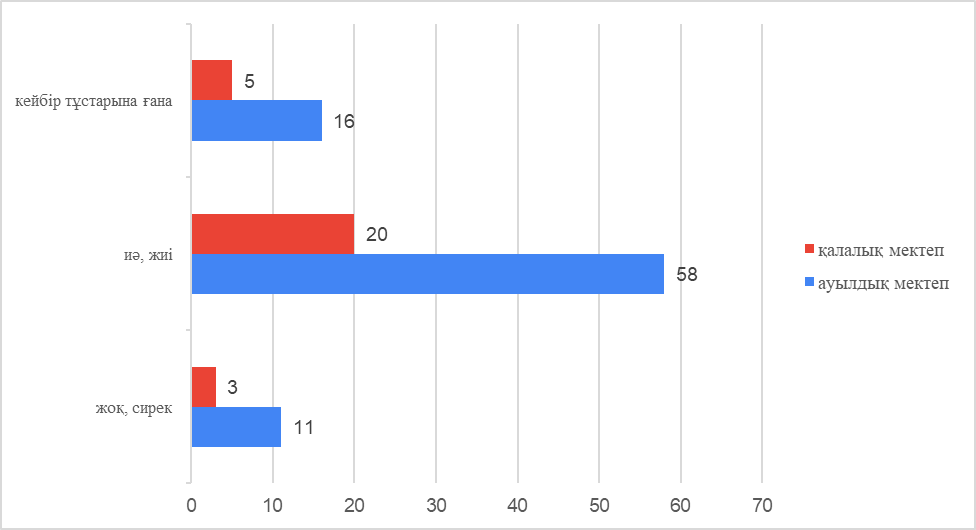 кейбір тұстарына ғана
5
16
иә, жиі
20
58
жоқ, сирек
3
11
0 10 20 30 40 50 60 70
қалалық мектеп
ауылдық мектеп